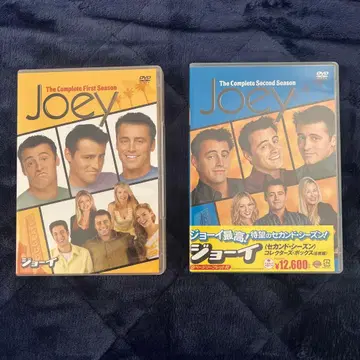 DVD
The Complete First Season
Joey
ジョーイ
DVD
The Complete Second Season
Joey
ジョーイ最高! 待望のセカンド・シーズン!
ジョーイ
〈セカンド・シーズン〉
コレクターズ・ボックス
¥12,600